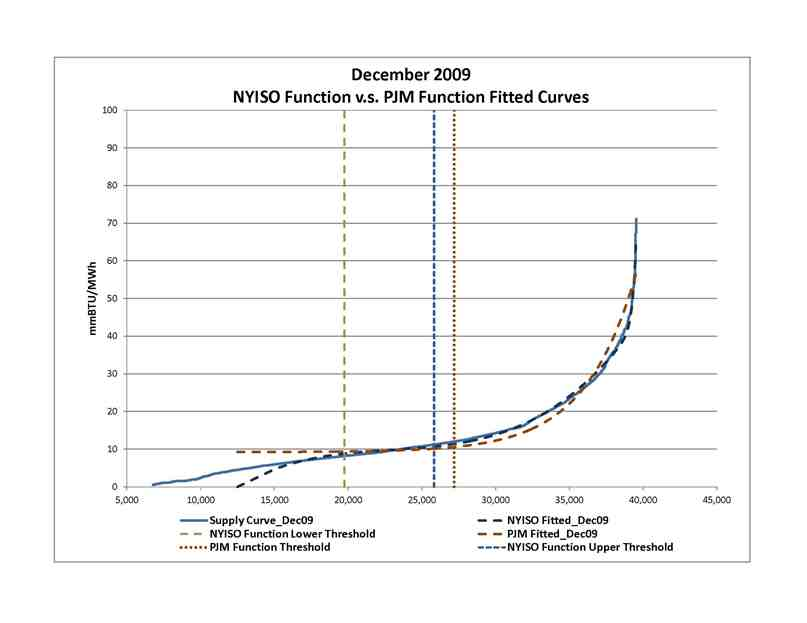 December 2009
NYISO Function v.s. PJM Function Fitted Curves
100
90
80
70
60
50
40
30
20
10
0
mmBTU/MWh
5,000 10,000 15,000 20,000 25,000 30,000 35,000 40,000 45,000
Supply Curve_Dec09 NYISO Fitted_Dec09
NYISO Function Lower Threshold PJM Fitted_Dec09
PJM Function Threshold NYISO Function Upper Threshold